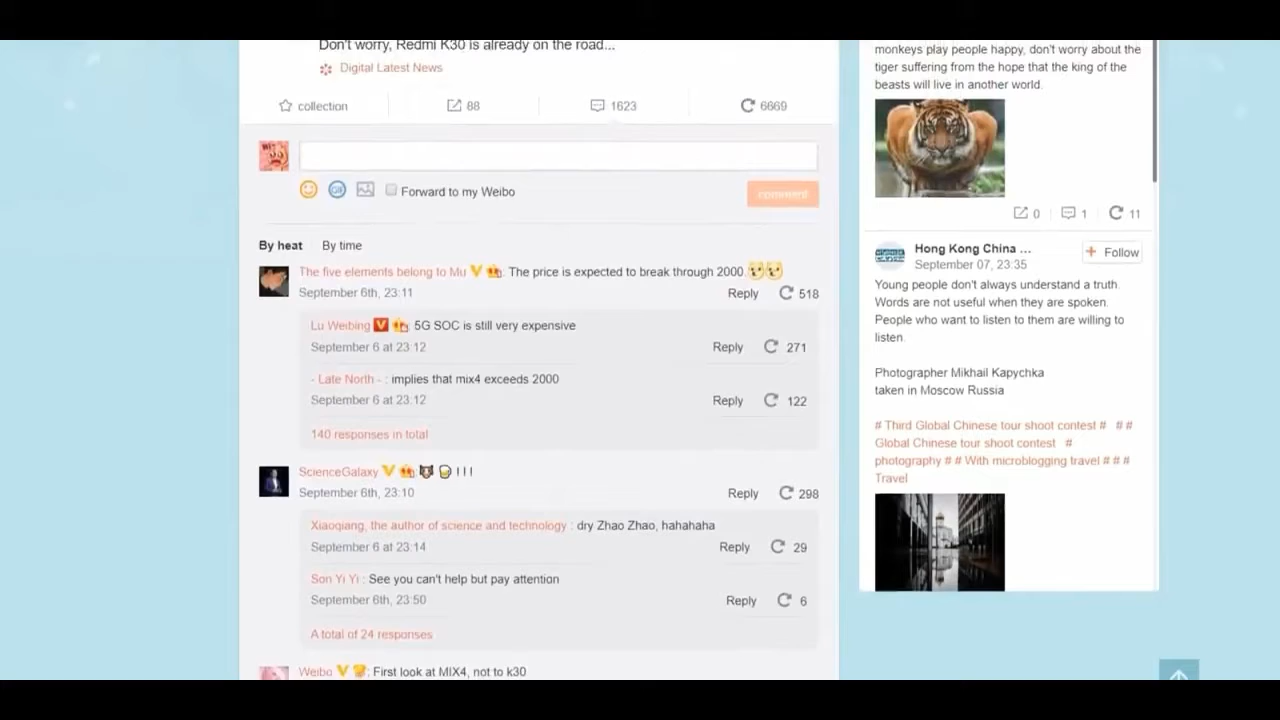 Don't worry, Redmi K30 is already on the road...
Digital Latest News
collection 88 1623 6669
Forward to my Weibo
comment
By heat By time
The five elements belong to Mu : The price is expected to break through 2000.
September 6th, 23:11 Reply 518
Lu Weibing : 5G SOC is still very expensive
September 6 at 23:12 Reply 271
- Late North - : implies that mix4 exceeds 2000
September 6 at 23:12 Reply 122
140 responses in total
ScienceGalaxy : !!!
September 6th, 23:10 Reply 298
Xiaoqiang, the author of science and technology : dry Zhao Zhao, hahahaha
September 6 at 23:14 Reply 29
Son Yi Yi : See you can't help but pay attention
September 6th, 23:50 Reply 6
A total of 24 responses
Weibo : First look at MIX4, not to k30
monkeys play people happy, don't worry about the
tiger suffering from the hope that the king of the
beasts will live in another world.
0 1 11
Hong Kong China ...
+ Follow
September 07, 23:35
Young people don't always understand a truth.
Words are not useful when they are spoken.
People who want to listen to them are willing to
listen.
Photographer Mikhail Kapychka
taken in Moscow Russia
# Third Global Chinese tour shoot contest # # #
Global Chinese tour shoot contest #
photography # # With microblogging travel # # #
Travel